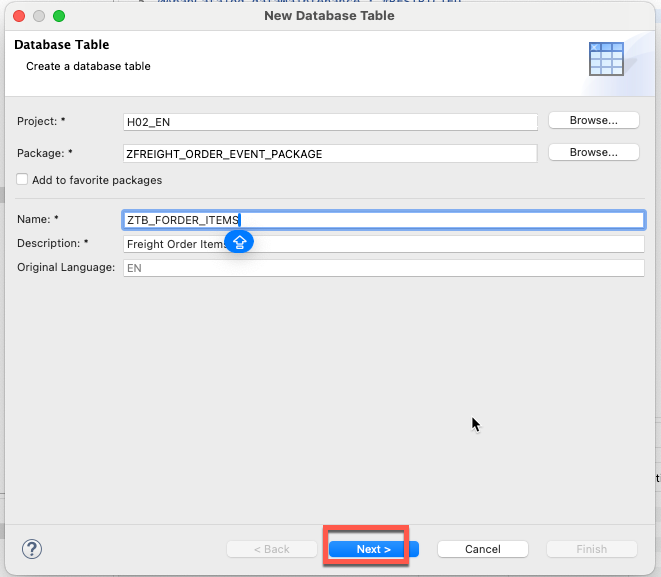 New Database Table
Database Table
Create a database table
Project: *
H02_EN
Browse...
Package: *
ZFREIGHT_ORDER_EVENT_PACKAGE
Browse...
Add to favorite packages
Name: *
ZTB_FORDER_ITEMS
Description: *
Freight Order Items
Original Language:
EN
?
< Back
Next >
Cancel
Finish